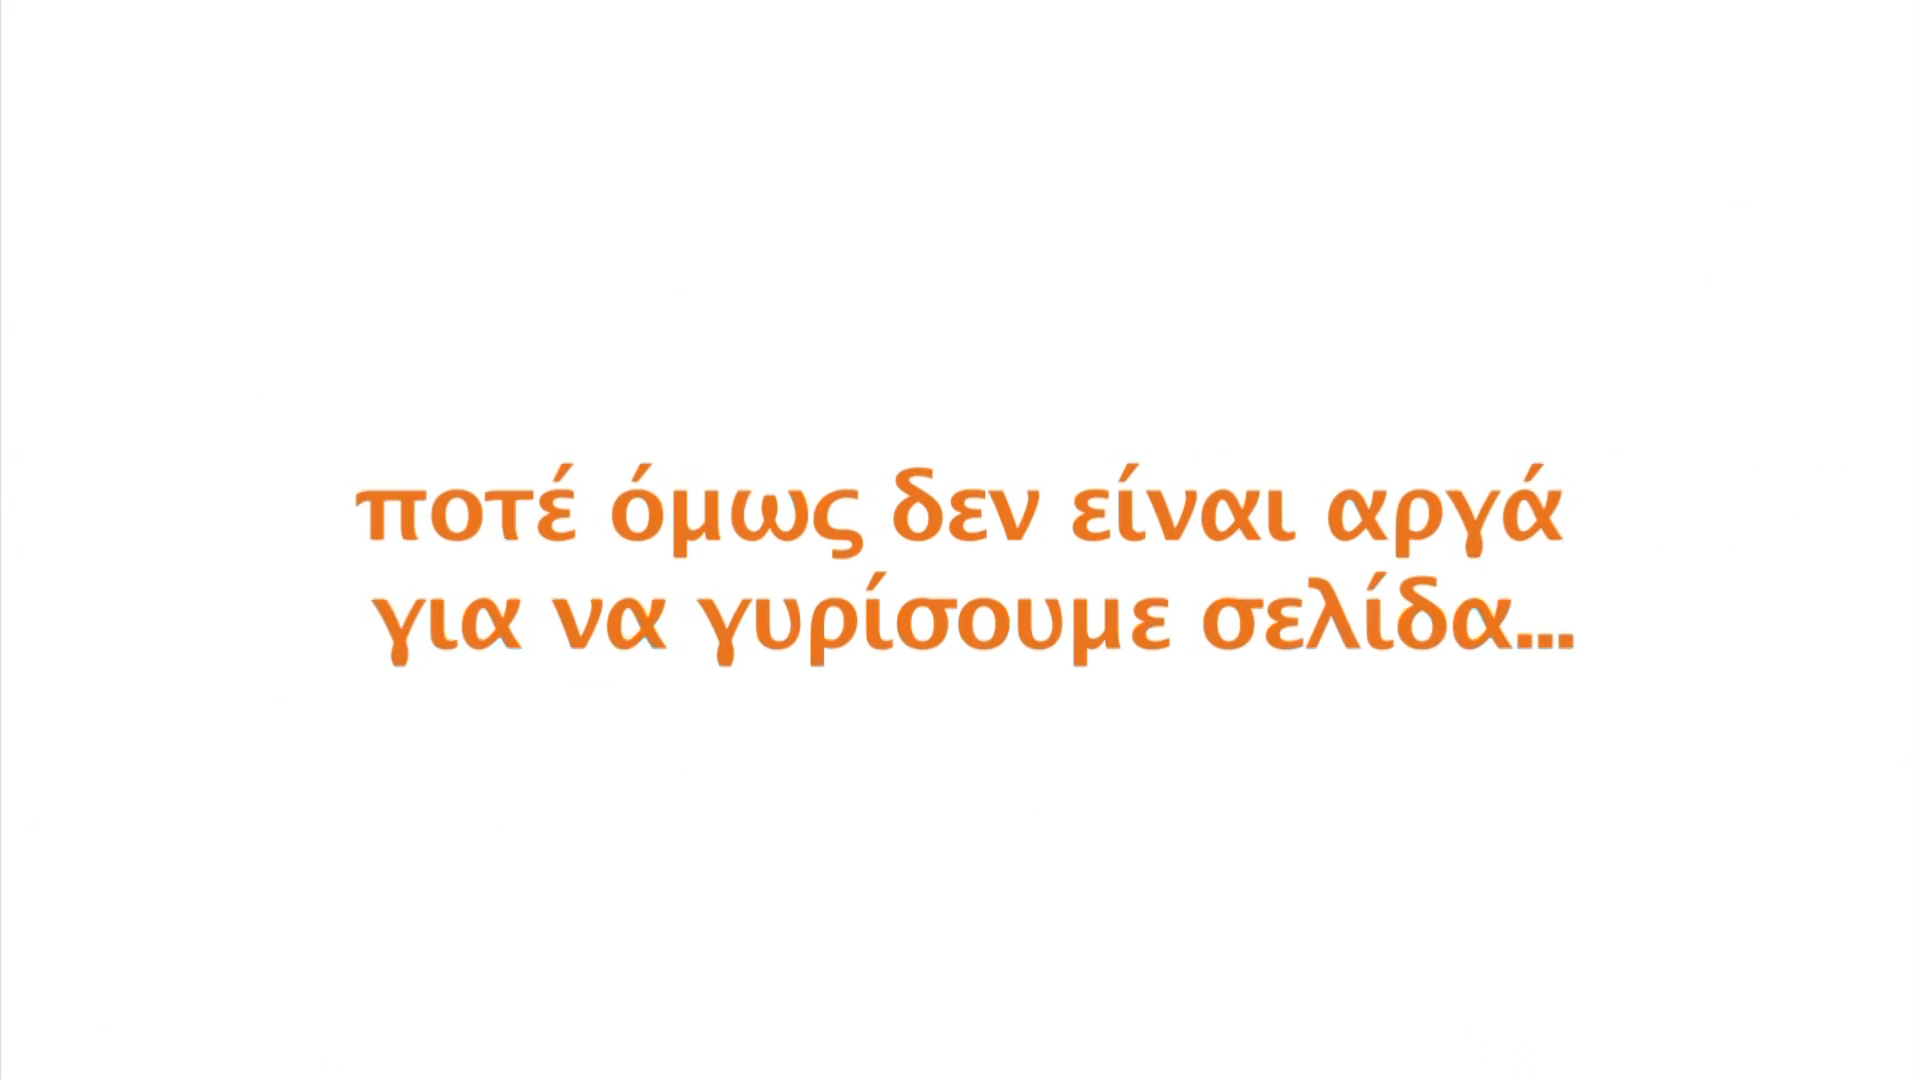 ποτέ όμως δεν είναι αργά
για να γυρίσουμε σελίδα...